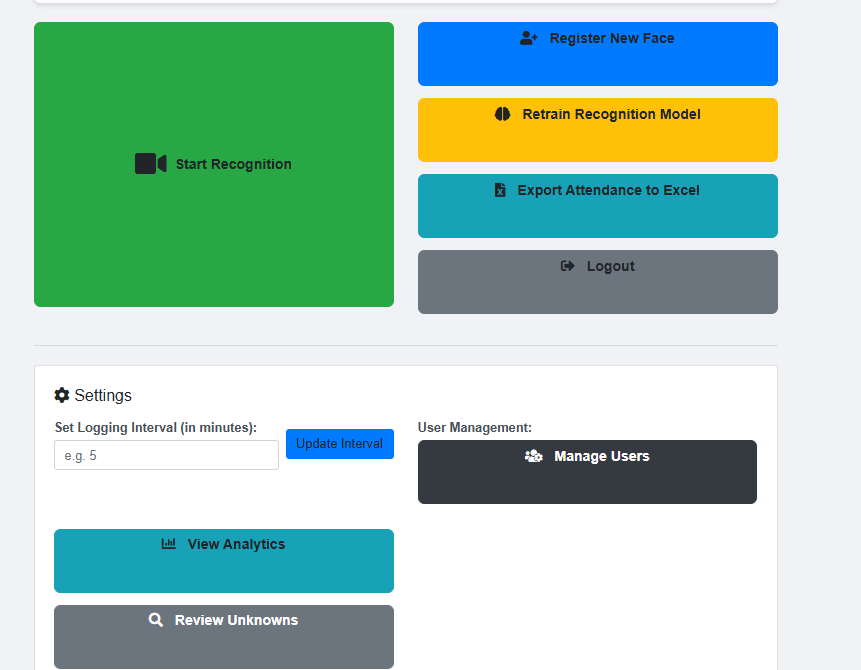 Start Recognition
Register New Face
Retrain Recognition Model
Export Attendance to Excel
Logout
Settings
Set Logging Interval (in minutes):
e.g. 5
Update Interval
User Management:
Manage Users
View Analytics
Review Unknowns